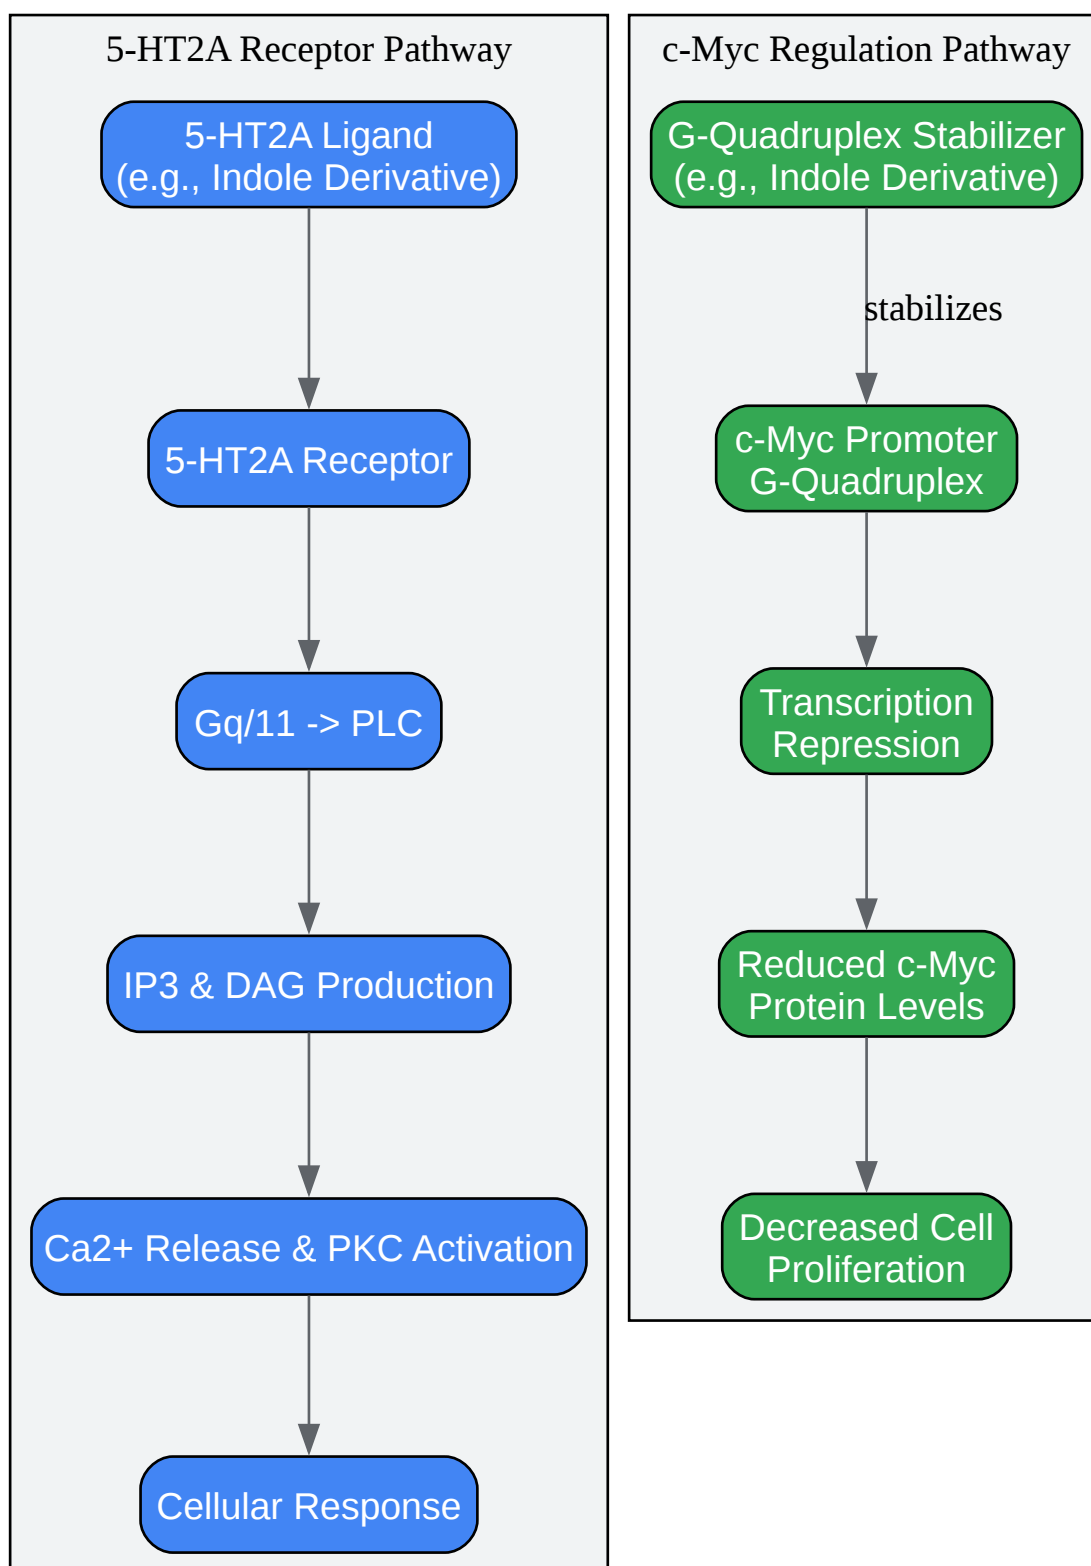 5-HT2A Receptor Pathway
5-HT2A Ligand
(e.g., Indole Derivative)
5-HT2A Receptor
Gq/11 -> PLC
IP3 & DAG Production
Ca2+ Release & PKC Activation
Cellular Response
c-Myc Regulation Pathway
G-Quadruplex Stabilizer
(e.g., Indole Derivative)
stabilizes
c-Myc Promoter
G-Quadruplex
Transcription
Repression
Reduced c-Myc
Protein Levels
Decreased Cell
Proliferation